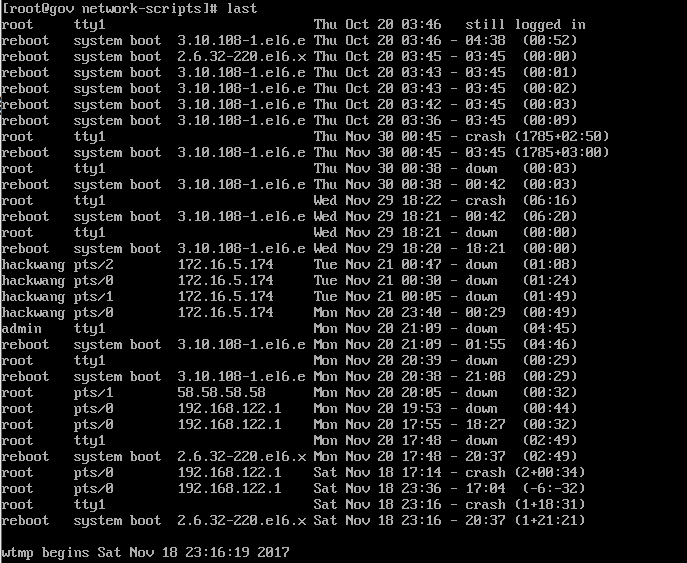 [root@gov network-scripts]# last
root     tty1                          Thu Oct 20 03:46   still logged in
reboot   system boot  3.10.108-1.el6.e Thu Oct 20 03:46 - 04:38  (00:52)
reboot   system boot  2.6.32-220.el6.x Thu Oct 20 03:45 - 03:45  (00:00)
reboot   system boot  3.10.108-1.el6.e Thu Oct 20 03:43 - 03:45  (00:01)
reboot   system boot  3.10.108-1.el6.e Thu Oct 20 03:43 - 03:45  (00:02)
reboot   system boot  3.10.108-1.el6.e Thu Oct 20 03:42 - 03:45  (00:03)
reboot   system boot  3.10.108-1.el6.e Thu Oct 20 03:36 - 03:45  (00:09)
root     tty1                          Thu Nov 30 00:45 - crash (1785+02:50)
reboot   system boot  3.10.108-1.el6.e Thu Nov 30 00:45 - 03:45 (1785+03:00)
root     tty1                          Thu Nov 30 00:38 - down   (00:03)
reboot   system boot  3.10.108-1.el6.e Thu Nov 30 00:38 - 00:42  (00:03)
root     tty1                          Wed Nov 29 18:22 - crash  (06:16)
reboot   system boot  3.10.108-1.el6.e Wed Nov 29 18:21 - 00:42  (06:20)
root     tty1                          Wed Nov 29 18:21 - down   (00:00)
reboot   system boot  3.10.108-1.el6.e Wed Nov 29 18:20 - 18:21  (00:00)
hackwang pts/2        172.16.5.174     Tue Nov 21 00:47 - down   (01:08)
hackwang pts/0        172.16.5.174     Tue Nov 21 00:30 - down   (01:24)
hackwang pts/1        172.16.5.174     Tue Nov 21 00:05 - down   (01:49)
hackwang pts/0        172.16.5.174     Mon Nov 20 23:40 - 00:29  (00:49)
admin    tty1                          Mon Nov 20 21:09 - down   (04:45)
reboot   system boot  3.10.108-1.el6.e Mon Nov 20 21:09 - 01:55  (04:46)
root     tty1                          Mon Nov 20 20:39 - down   (00:29)
reboot   system boot  3.10.108-1.el6.e Mon Nov 20 20:38 - 21:08  (00:29)
root     pts/1        58.58.58.58      Mon Nov 20 20:05 - down   (00:32)
root     pts/0        192.168.122.1    Mon Nov 20 19:53 - down   (00:44)
root     pts/0        192.168.122.1    Mon Nov 20 17:55 - 18:27  (00:32)
root     tty1                          Mon Nov 20 17:48 - down   (02:49)
reboot   system boot  2.6.32-220.el6.x Mon Nov 20 17:48 - 20:37  (02:49)
root     pts/0        192.168.122.1    Sat Nov 18 17:14 - crash (2+00:34)
root     pts/0        192.168.122.1    Sat Nov 18 23:36 - 17:04  (-6:-32)
root     tty1                          Sat Nov 18 23:16 - crash (1+18:31)
reboot   system boot  2.6.32-220.el6.x Sat Nov 18 23:16 - 20:37 (1+21:21)
wtmp begins Sat Nov 18 23:16:19 2017